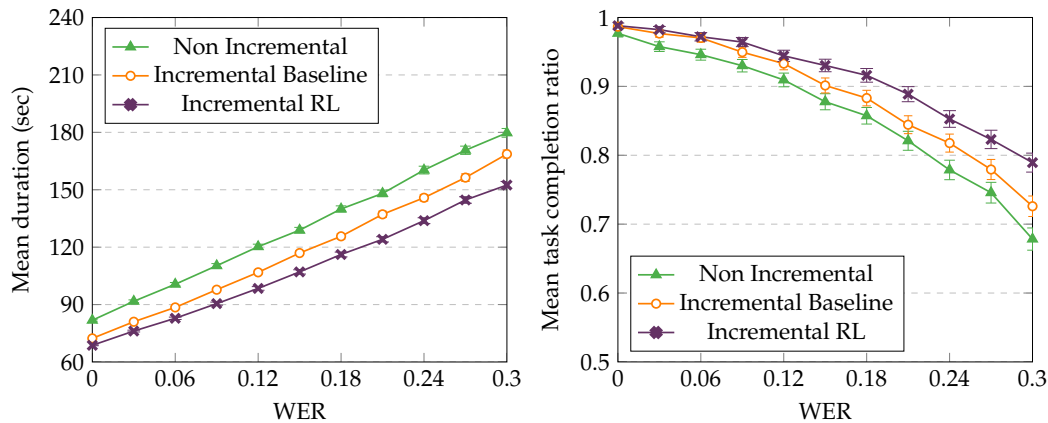 Mean duration (sec)
240
210
180
150
120
90
60
Non Incremental
Incremental Baseline
Incremental RL
0 0.06 0.12 0.18 0.24 0.3
WER
Mean task completion ratio
1
0.9
0.8
0.7
0.6
0.5
Non Incremental
Incremental Baseline
Incremental RL
0 0.06 0.12 0.18 0.24 0.3
WER